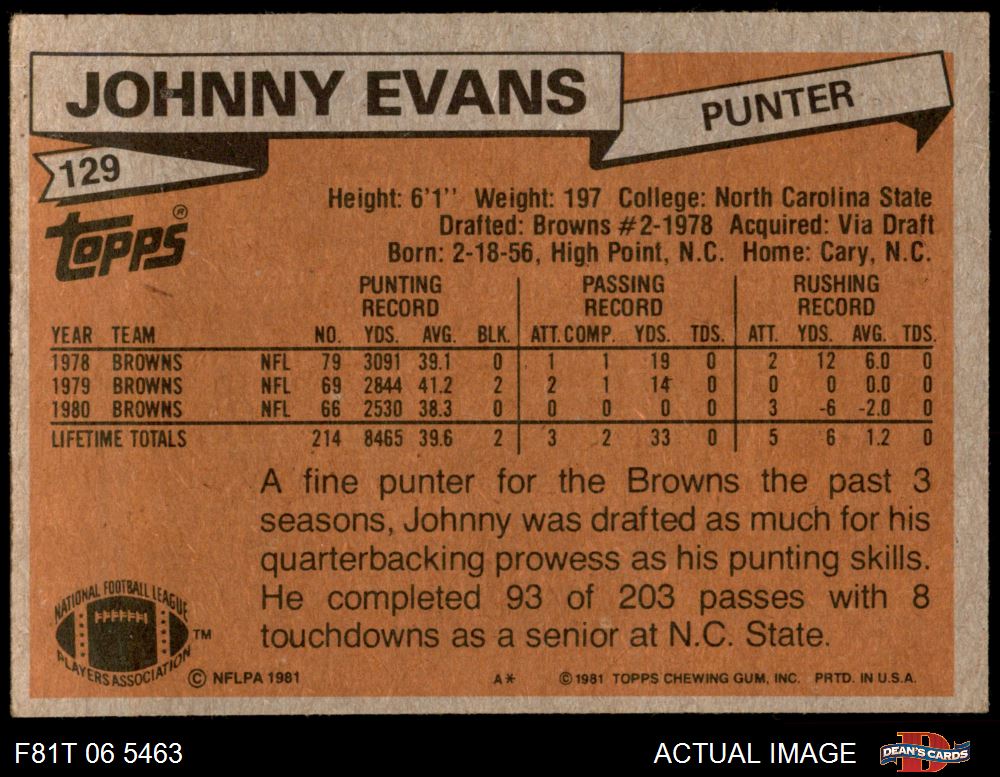 JOHNNY EVANS
PUNTER
129
Topps ®
Height: 6'1'' Weight: 197 College: North Carolina State
Drafted: Browns #2-1978 Acquired: Via Draft
Born: 2-18-56, High Point, N.C. Home: Cary, N.C.
PUNTING RECORD PASSING RECORD RUSHING RECORD
YEAR TEAM NO. YDS. AVG. BLK. ATT. COMP. YDS. TDS. ATT. YDS. AVG. TDS.
1978 BROWNS NFL 79 3091 39.1 0 1 1 19 0 2 12 6.0 0
1979 BROWNS NFL 69 2844 41.2 2 2 1 14 0 0 0 0.0 0
1980 BROWNS NFL 66 2530 38.3 0 0 0 0 0 3 -6 -2.0 0
LIFETIME TOTALS 214 8465 39.6 2 3 2 33 0 5 6 1.2 0
A fine punter for the Browns the past 3
seasons, Johnny was drafted as much for his
quarterbacking prowess as his punting skills.
He completed 93 of 203 passes with 8
touchdowns as a senior at N.C. State.
NATIONAL FOOTBALL LEAGUE
PLAYERS ASSOCIATION ™
© NFLPA 1981 A* © 1981 TOPPS CHEWING GUM, INC. PRTD. IN U.S.A.
F81T 06 5463 ACTUAL IMAGE DEAN'S CARDS